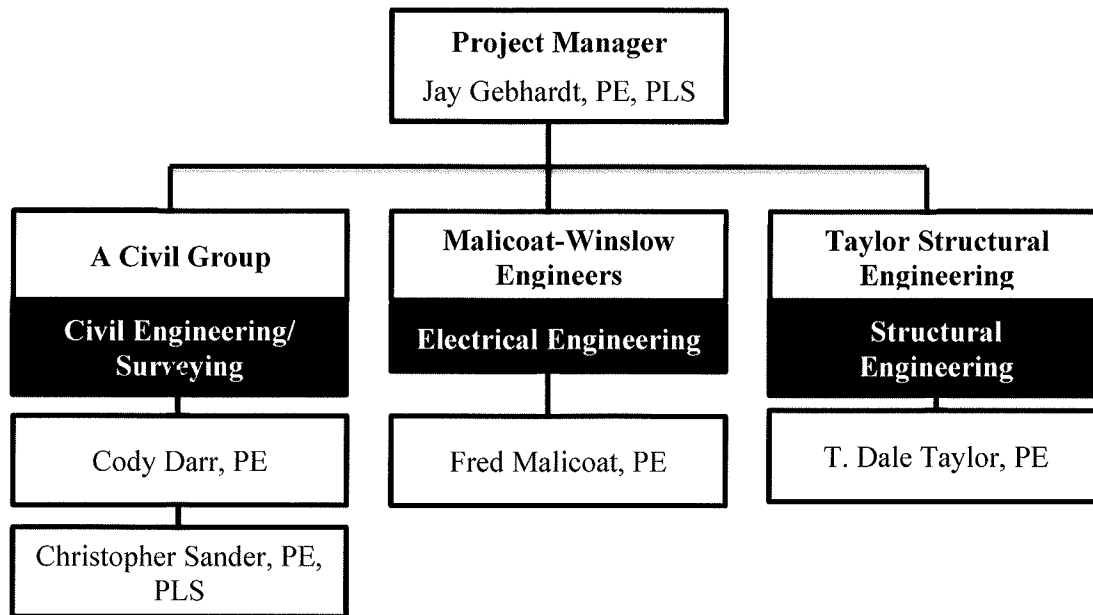 Project Manager
Jay Gebhardt, PE, PLS
A Civil Group
Civil Engineering/
Surveying
Cody Darr, PE
Christopher Sander, PE,
PLS
Malicoat-Winslow
Engineers
Electrical Engineering
Fred Malicoat, PE
Taylor Structural
Engineering
Structural
Engineering
T. Dale Taylor, PE